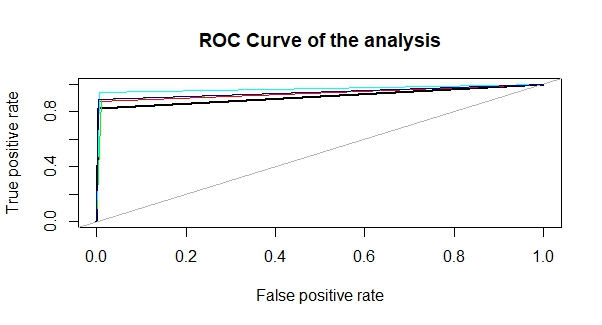 ROC Curve of the analysis
True positive rate
0.8
0.4
0.0
0.0 0.2 0.4 0.6 0.8 1.0
False positive rate